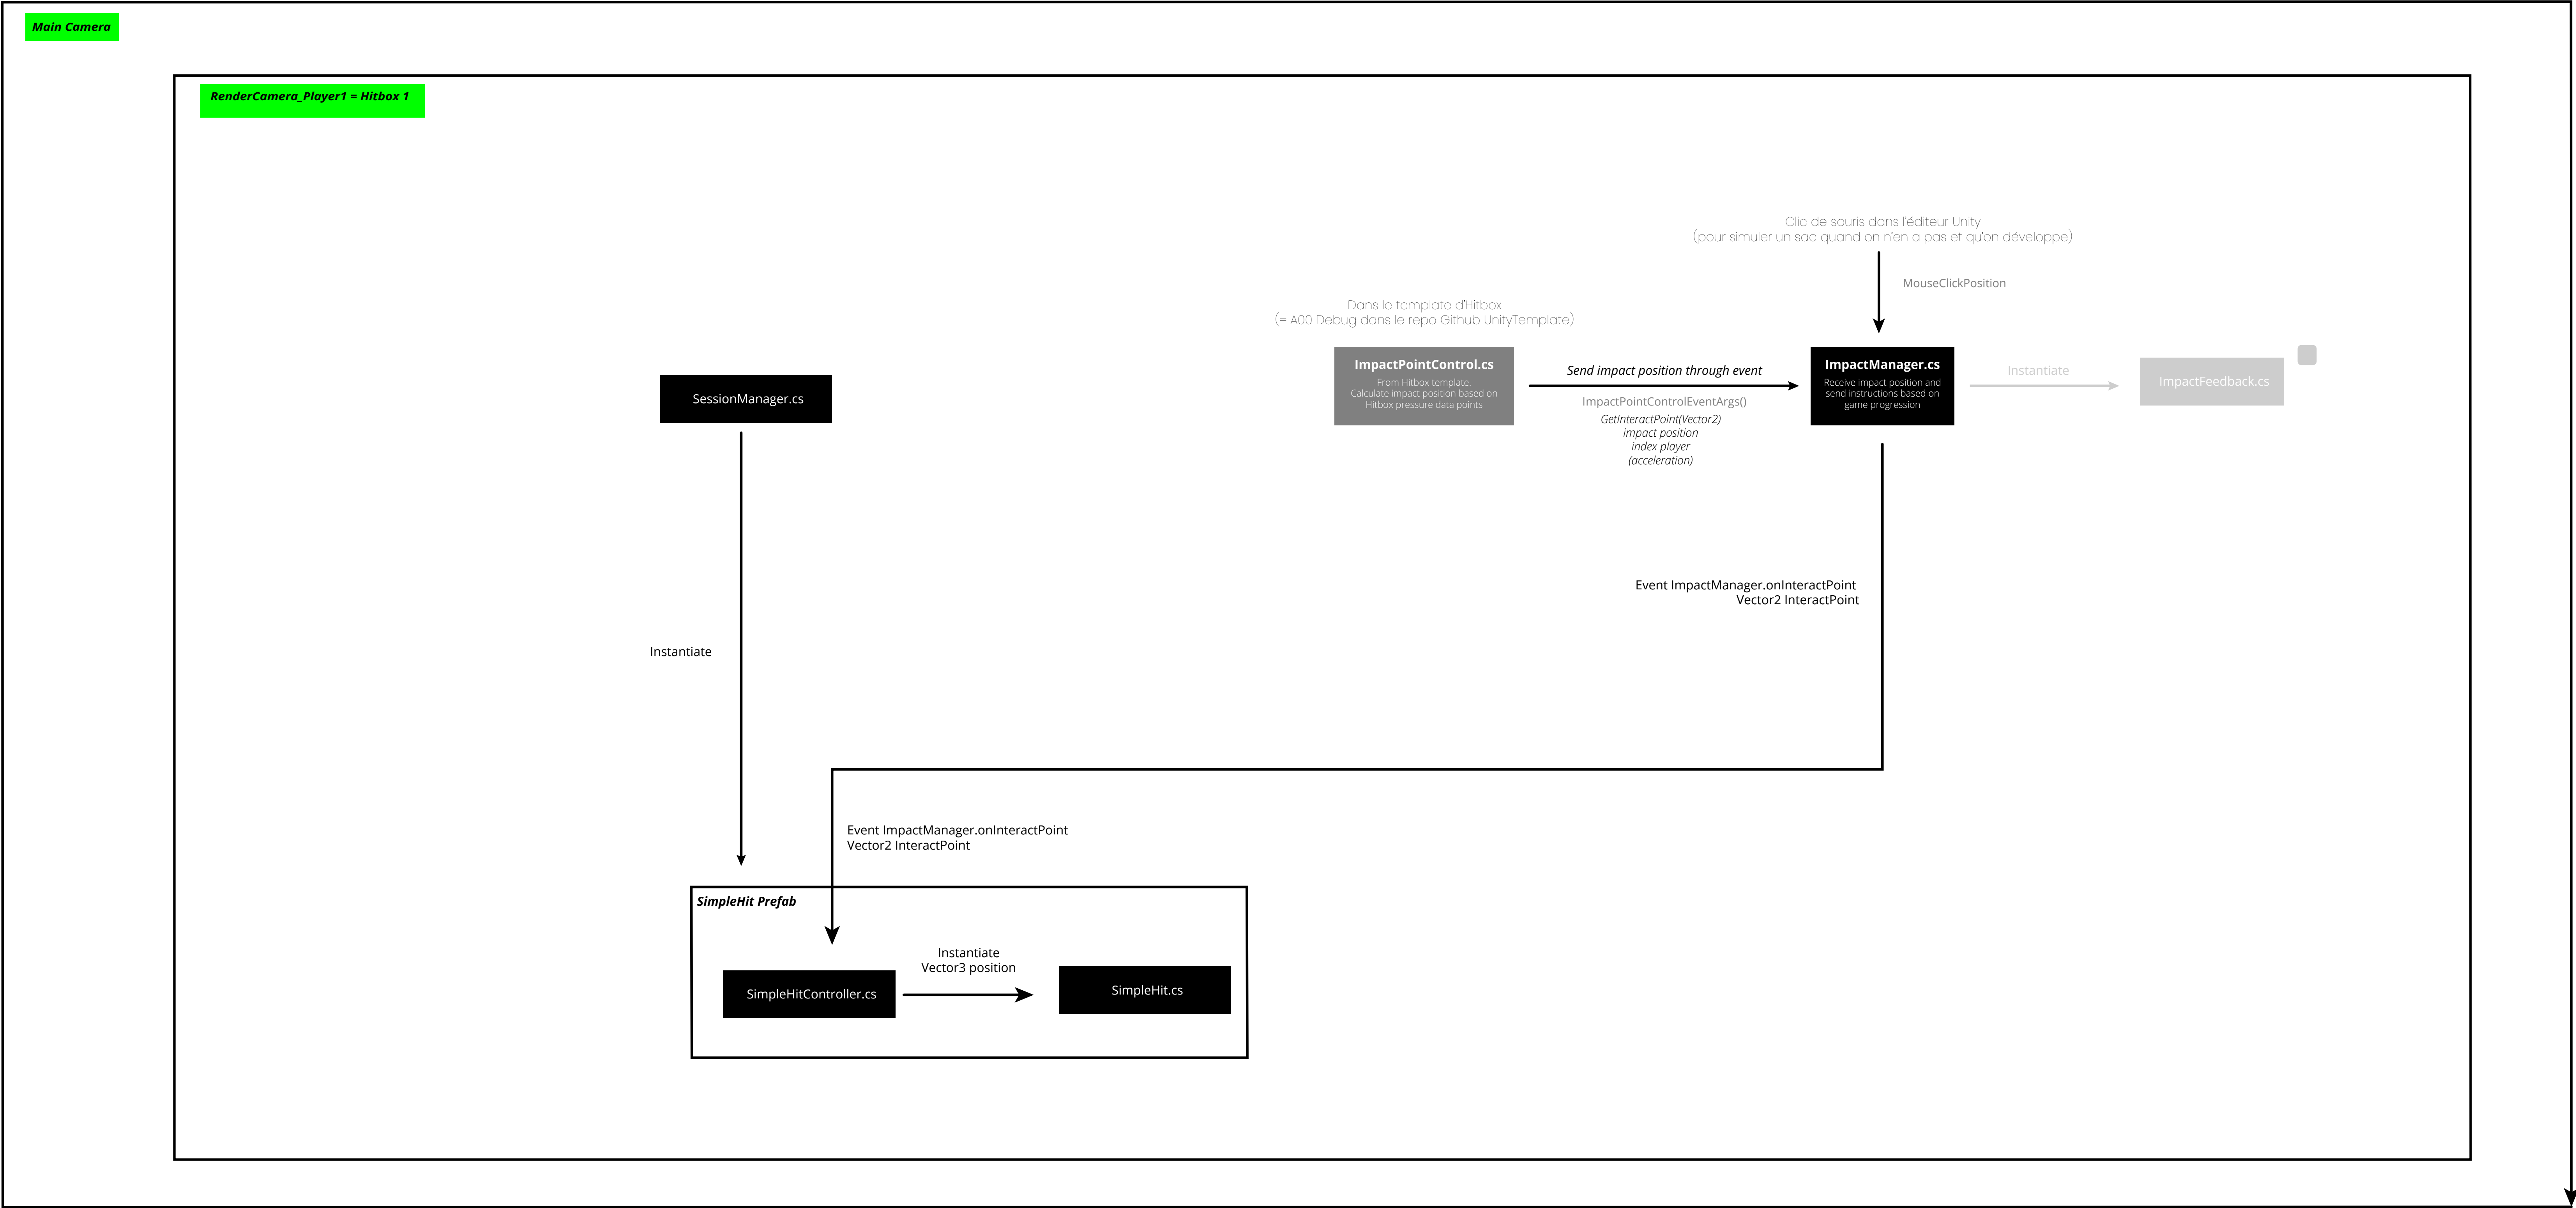 Main Camera
RenderCamera_Player1 = Hitbox 1
Clic de souris dans l'éditeur Unity
(pour simuler un sac quand on n'en a pas et qu'on développe)
MouseClickPosition
Dans le template d'Hitbox
(= A00 Debug dans le repo Github UnityTemplate)
ImpactPointControl.cs
From Hitbox template.
Calculate impact position based on
Hitbox pressure data points
Send impact position through event
ImpactPointControlEventArgs()
GetInteractPoint(Vector2)
impact position
index player
(acceleration)
ImpactManager.cs
Receive impact position and
send instructions based on
game progression
Instantiate
ImpactFeedback.cs
SessionManager.cs
Event ImpactManager.onInteractPoint
Vector2 InteractPoint
Instantiate
Event ImpactManager.onInteractPoint
Vector2 InteractPoint
SimpleHit Prefab
Instantiate
Vector3 position
SimpleHitController.cs
SimpleHit.cs